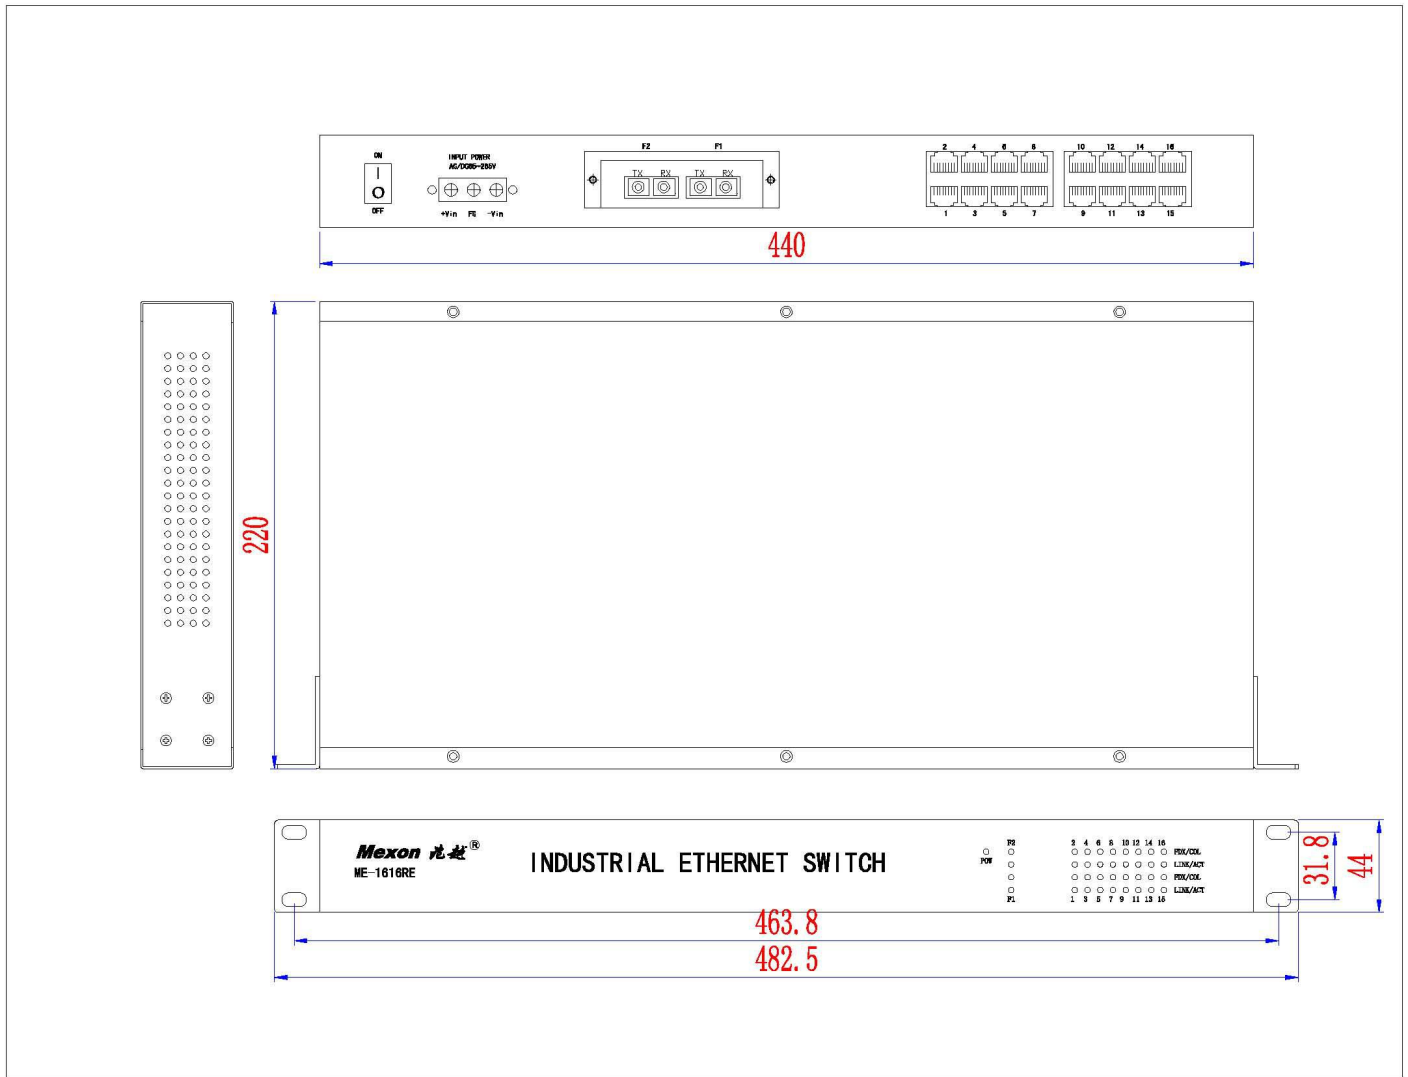 ON
OFF
INPUT POWER
AC/DC85-265V
+Vin FG -Vin
F2 F1
TX RX TX RX
2 4 6 8 10 12 14 16
1 3 5 7 9 11 13 15
440
220
Mexon 兆越®
ME-1616RE
INDUSTRIAL ETHERNET SWITCH
POW
F2
F1
2 4 6 8 10 12 14 16
FDX/COL
LINK/ACT
FDX/COL
LINK/ACT
1 3 5 7 9 11 13 15
31.8
44
463.8
482.5